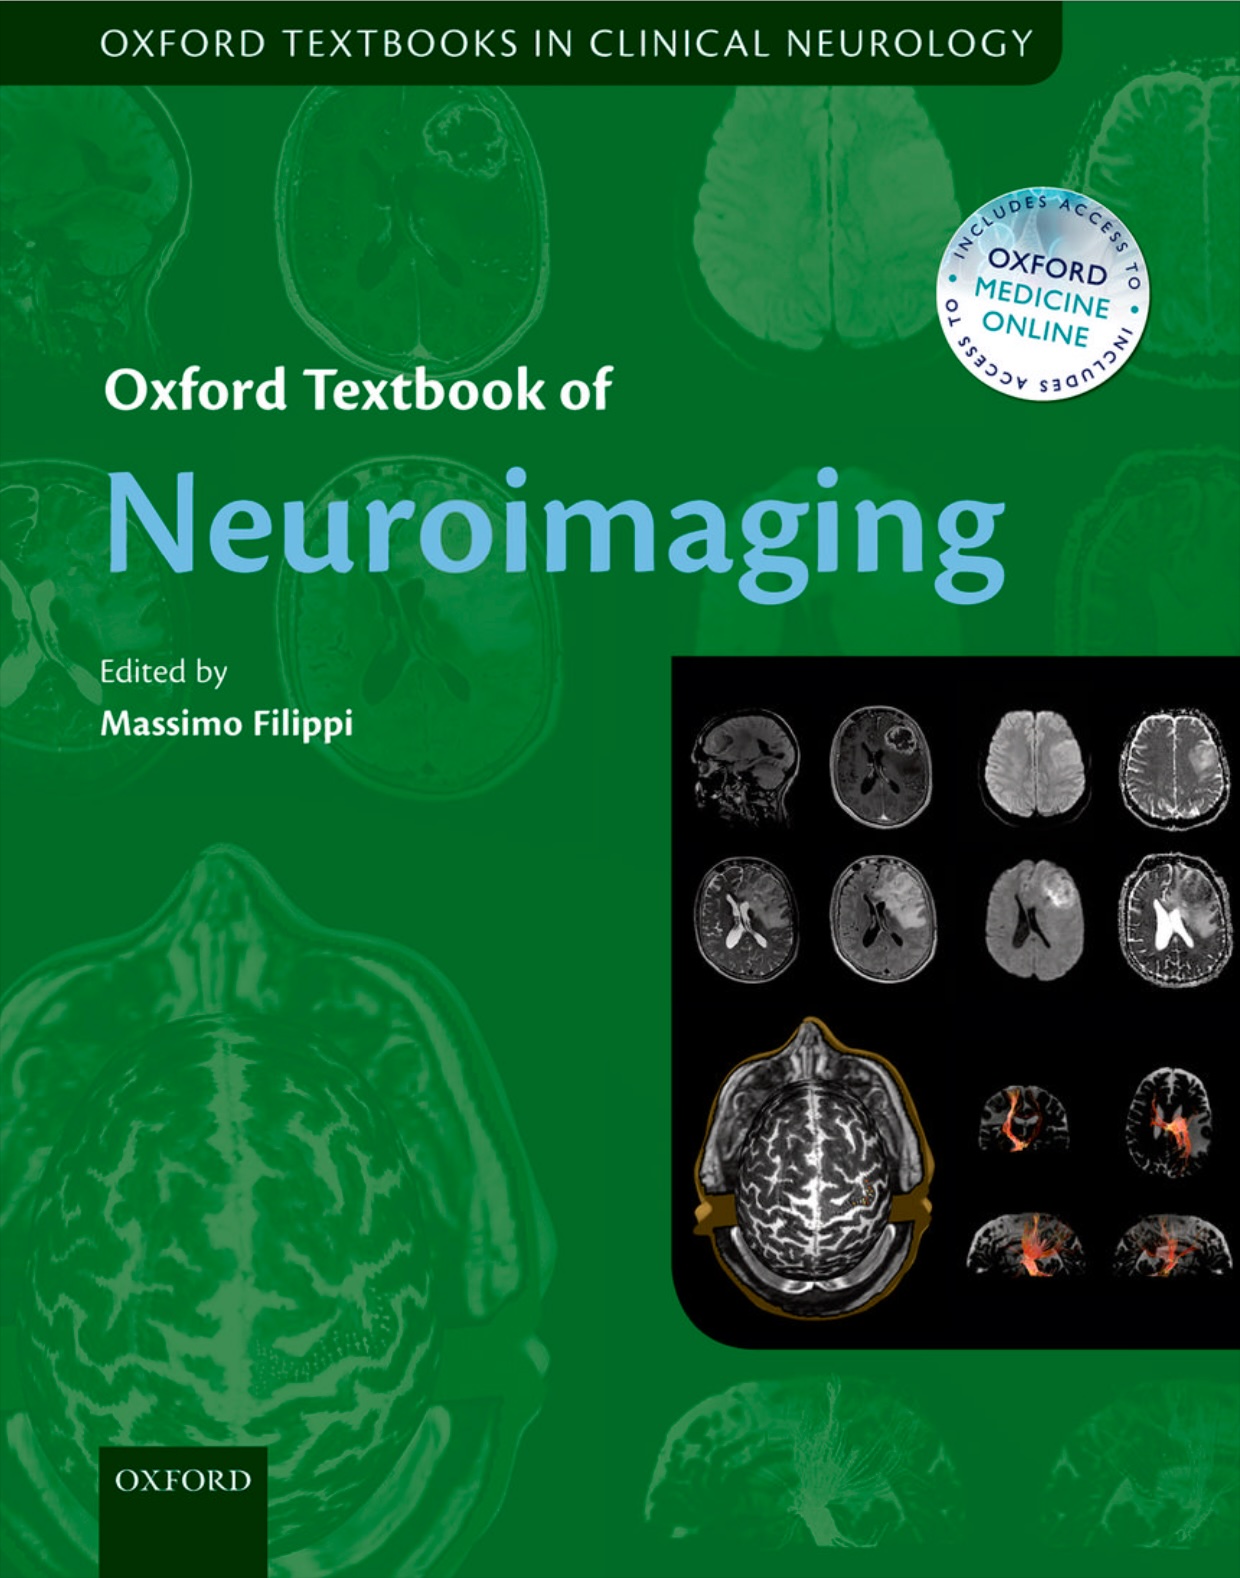 OXFORD TEXTBOOKS IN CLINICAL NEUROLOGY
INCLUDES ACCESS TO
OXFORD
MEDICINE
ONLINE
INCLUDES ACCESS TO
Oxford Textbook of
Neuroimaging
Edited by
Massimo Filippi
OXFORD